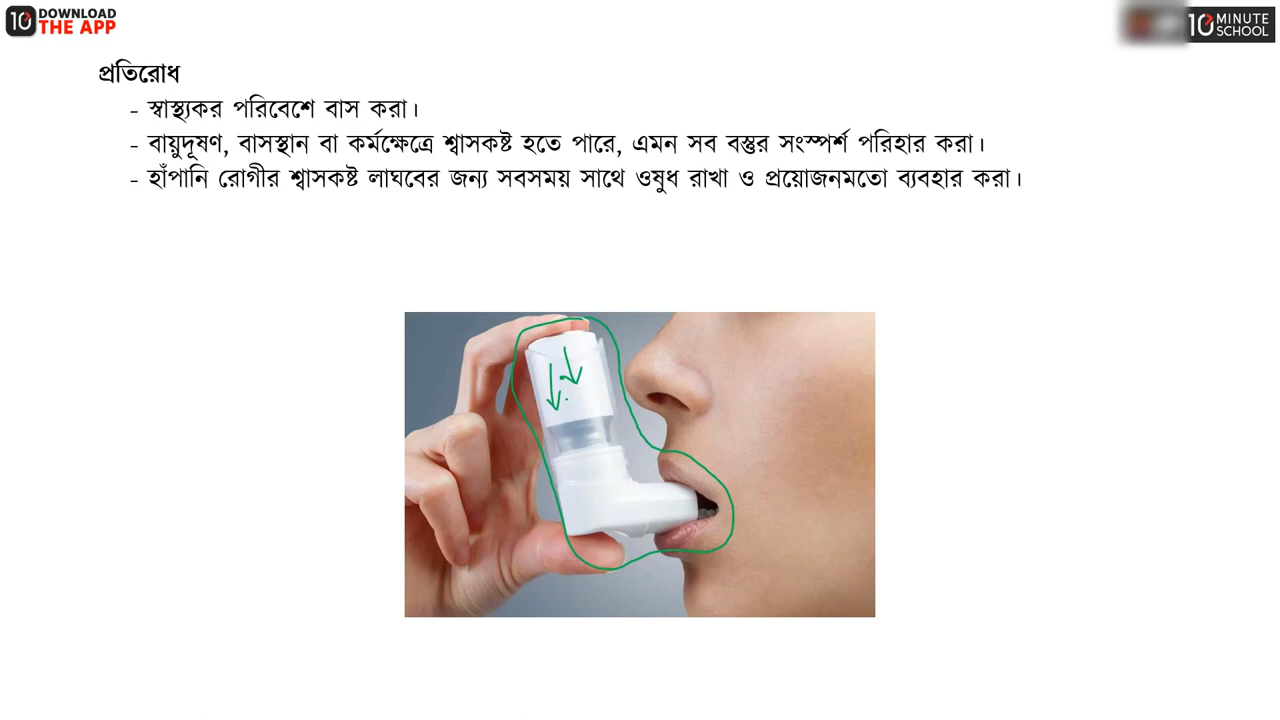 10 DOWNLOAD
THE APP
10 MINUTE
SCHOOL
প্রতিরোধ
- স্বাস্থ্যকর পরিবেশে বাস করা।
- বায়ুদূষণ, বাসস্থান বা কর্মক্ষেত্রে শ্বাসকষ্ট হতে পারে, এমন সব বস্তুর সংস্পর্শ পরিহার করা।
- হাঁপানি রোগীর শ্বাসকষ্ট লাঘবের জন্য সবসময় সাথে ওষুধ রাখা ও প্রয়োজনমতো ব্যবহার করা।